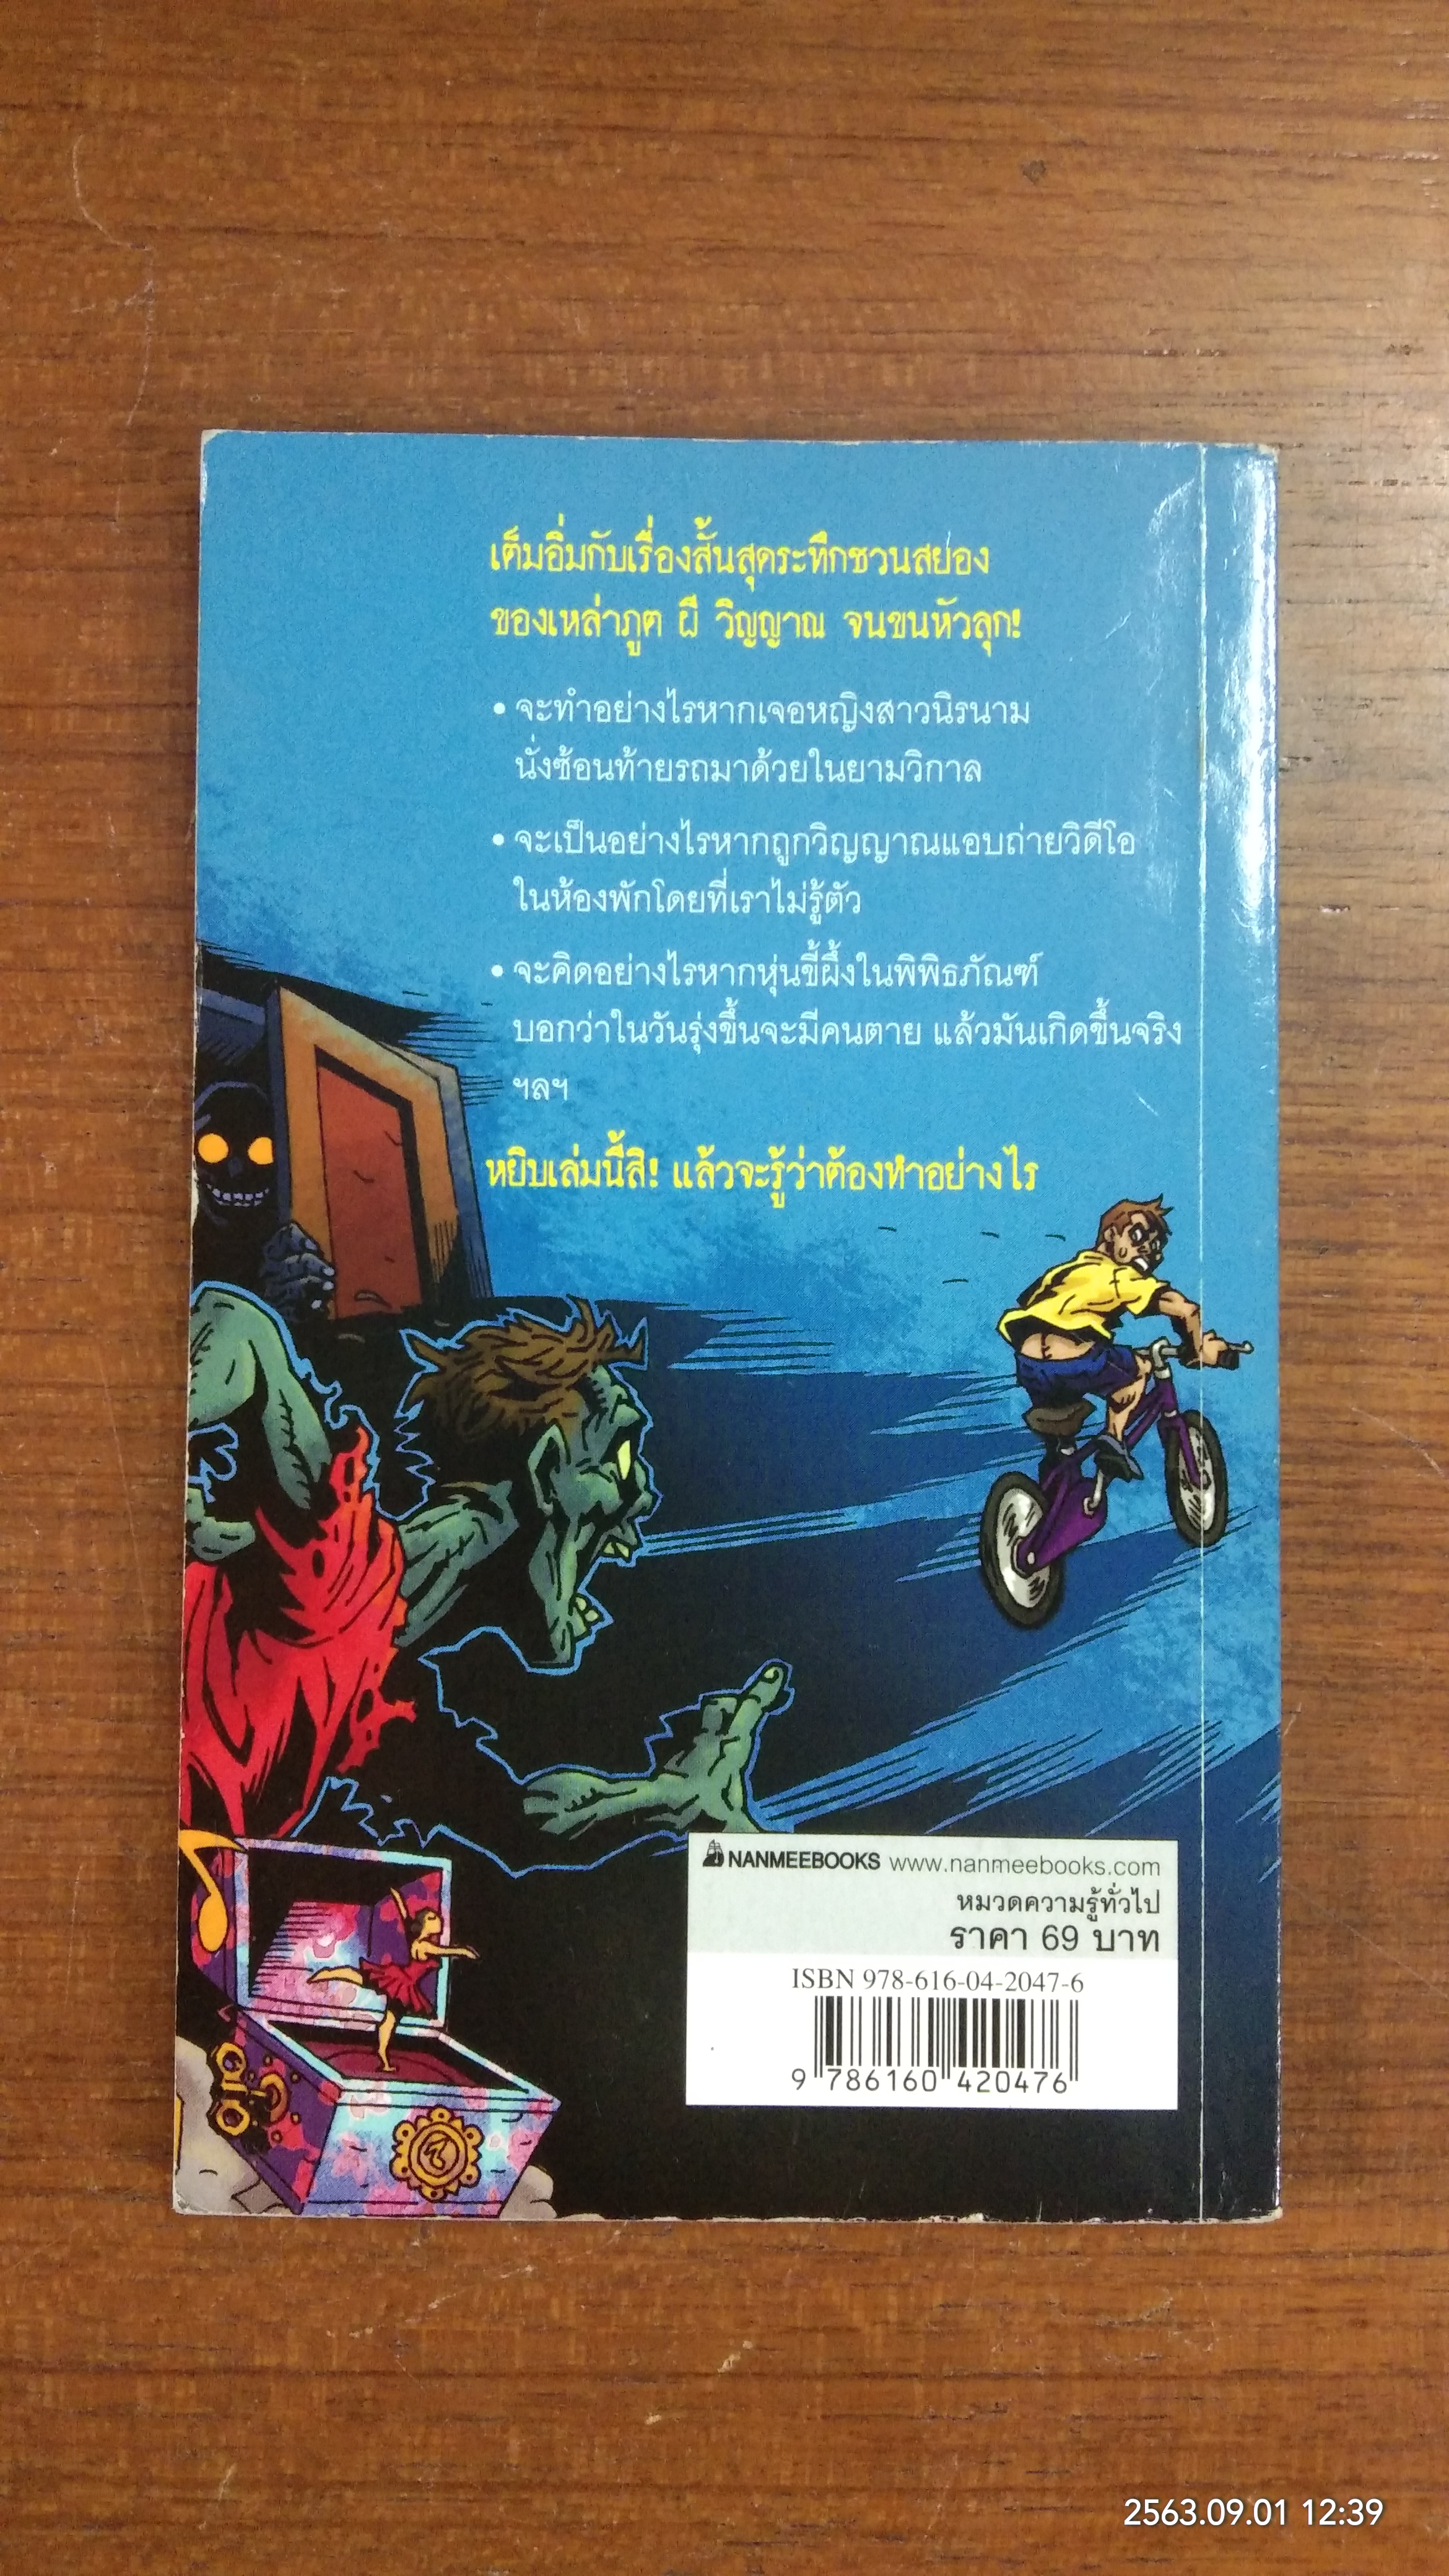 เต็มอิ่มกับเรื่องสั้นสุดระทึกชวนสยอง
ของเหล่าภูต ผี วิญญาณ จนขนหัวลุก!
• จะทำอย่างไรหากเจอหญิงสาวนิรนาม
นั่งซ้อนท้ายรถมาด้วยในยามวิกาล
• จะเป็นอย่างไรหากถูกวิญญาณแอบถ่ายวิดีโอ
ในห้องพักโดยที่เราไม่รู้ตัว
• จะคิดอย่างไรหากหุ่นขี้ผึ้งในพิพิธภัณฑ์
บอกว่าในวันรุ่งขึ้นจะมีคนตาย แล้วมันเกิดขึ้นจริง
ฯลฯ
หยิบเล่มนี้สิ! แล้วจะรู้ว่าต้องทำอย่างไร
NANMEEBOOKS www.nanmeebooks.com
หมวดความรู้ทั่วไป
ราคา 69 บาท
ISBN 978-616-04-2047-6
9 786160 420476
2563.09.01 12:39